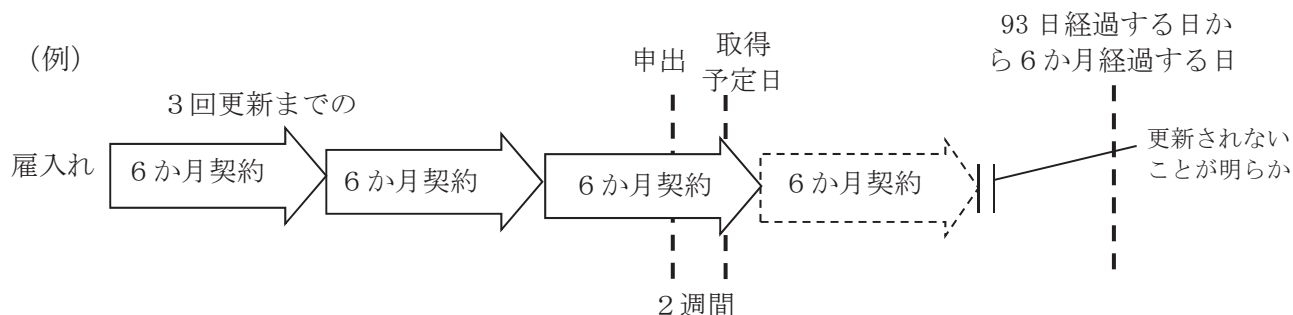 （例）
３回更新までの
申出
取得
予定日
93 日経過する日か
ら６か月経過する日
雇入れ
６か月契約
６か月契約
６か月契約
６か月契約
更新されない
ことが明らか
２週間